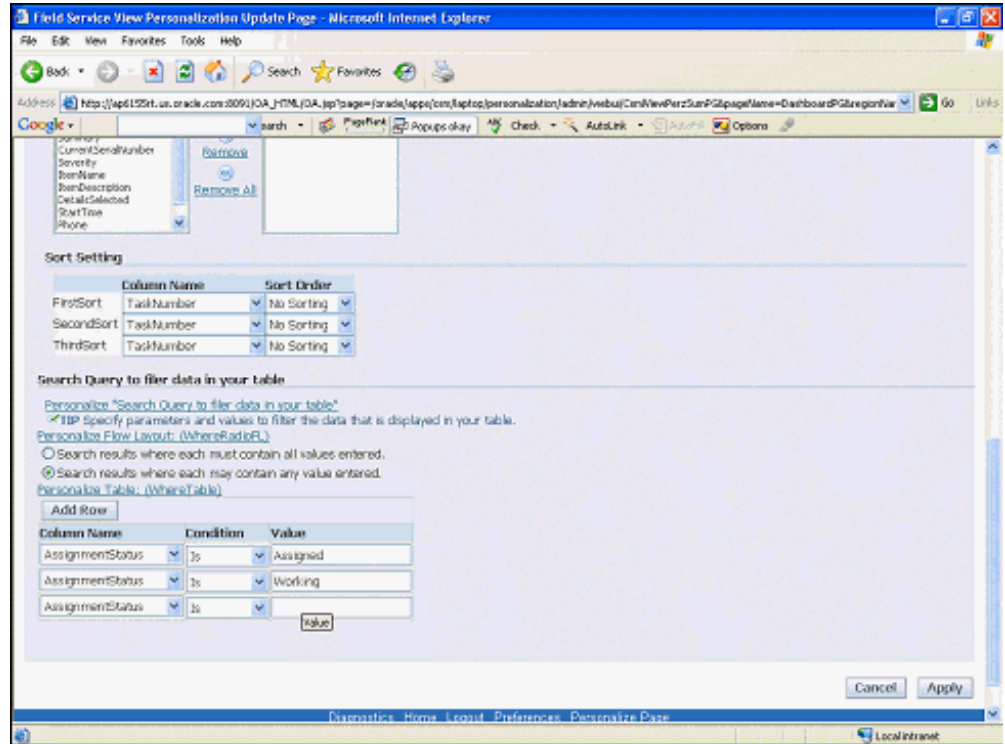 Field Service View Personalization Update Page - Microsoft Internet Explorer
File Edit View Favorites Tools Help
Back Search Favorites
Address Go Links
Google earch PageRank Popups okay Check AutoLink AutoFill Options
CurrentSerialNumber
Severity
ItemName
ItemDescription
DetailsSelected
StartTime
Phone
Remove
Remove All
Sort Setting
Column Name Sort Order
FirstSort TaskNumber No Sorting
SecondSort TaskNumber No Sorting
ThirdSort TaskNumber No Sorting
Search Query to filer data in your table
Personalize "Search Query to filer data in your table"
TIP Specify parameters and values to filter the data that is displayed in your table.
Personalize Flow Layout: (WhereRadioFL)
Search results where each must contain all values entered.
Search results where each may contain any value entered.
Personalize Table: (WhereTable)
Add Row
Column Name Condition Value
AssignmentStatus Is Assigned
AssignmentStatus Is Working
AssignmentStatus Is
Value
Cancel Apply
Diagnostics Home Logout Preferences Personalize Page
Local intranet